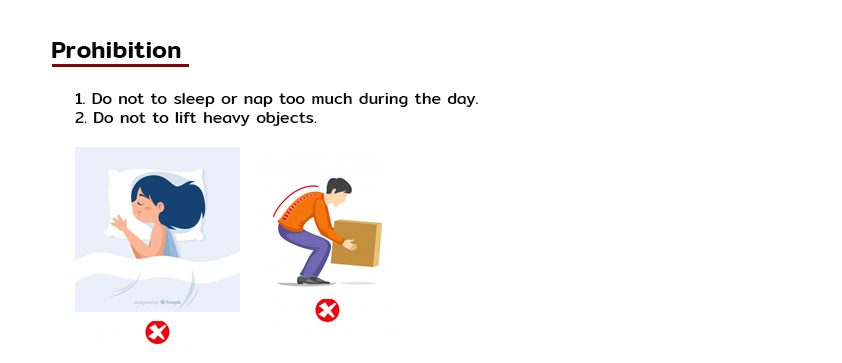 Prohibition
1. Do not to sleep or nap too much during the day.
2. Do not to lift heavy objects.
designed by freepik